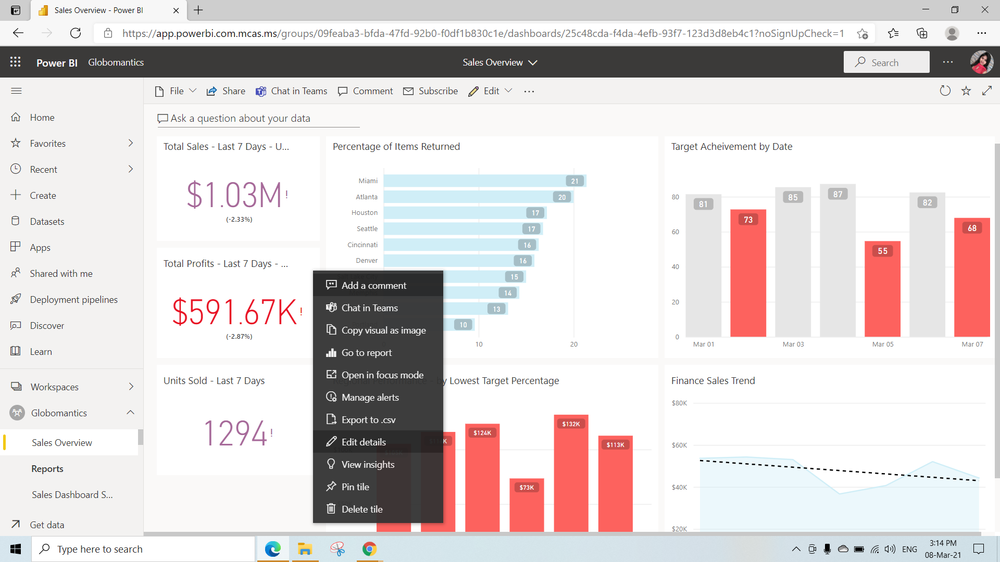 Sales Overview - Power BI
https://app.powerbi.com.mcas.ms/groups/09feaba3-bfda-47fd-92b0-f0df1b830c1e/dashboards/25c48cda-f4da-4efb-93f7-123d3d8eb4c1?noSignUpCheck=1
Power BI Globomantics
Sales Overview
Search
File
Share
Chat in Teams
Comment
Subscribe
Edit
Home
Favorites
Recent
Create
Datasets
Apps
Shared with me
Deployment pipelines
Discover
Learn
Workspaces
Globomantics
Sales Overview
Reports
Sales Dashboard S...
Get data
Ask a question about your data
Total Sales - Last 7 Days - U...
$1.03M!
(-2.33%)
Total Profits - Last 7 Days - ...
$591.67K!
(-2.87%)
Units Sold - Last 7 Days
1294!
Percentage of Items Returned
Miami 21
Atlanta 20
Houston 17
Seattle 17
Cincinnati 16
Denver 16
15
14
13
10
10 20
Add a comment
Chat in Teams
Copy visual as image
Go to report
Open in focus mode
Manage alerts
Export to .csv
Edit details
View insights
Pin tile
Delete tile
Regional Performance - by Lowest Target Percentage
$124K
$73K
$132K
$113K
Target Acheivement by Date
80
60
40
20
0
81
73
85
87
55
82
68
Mar 01 Mar 03 Mar 05 Mar 07
Finance Sales Trend
$80K
$60K
$40K
$20K
Type here to search
ENG
3:14 PM
08-Mar-21